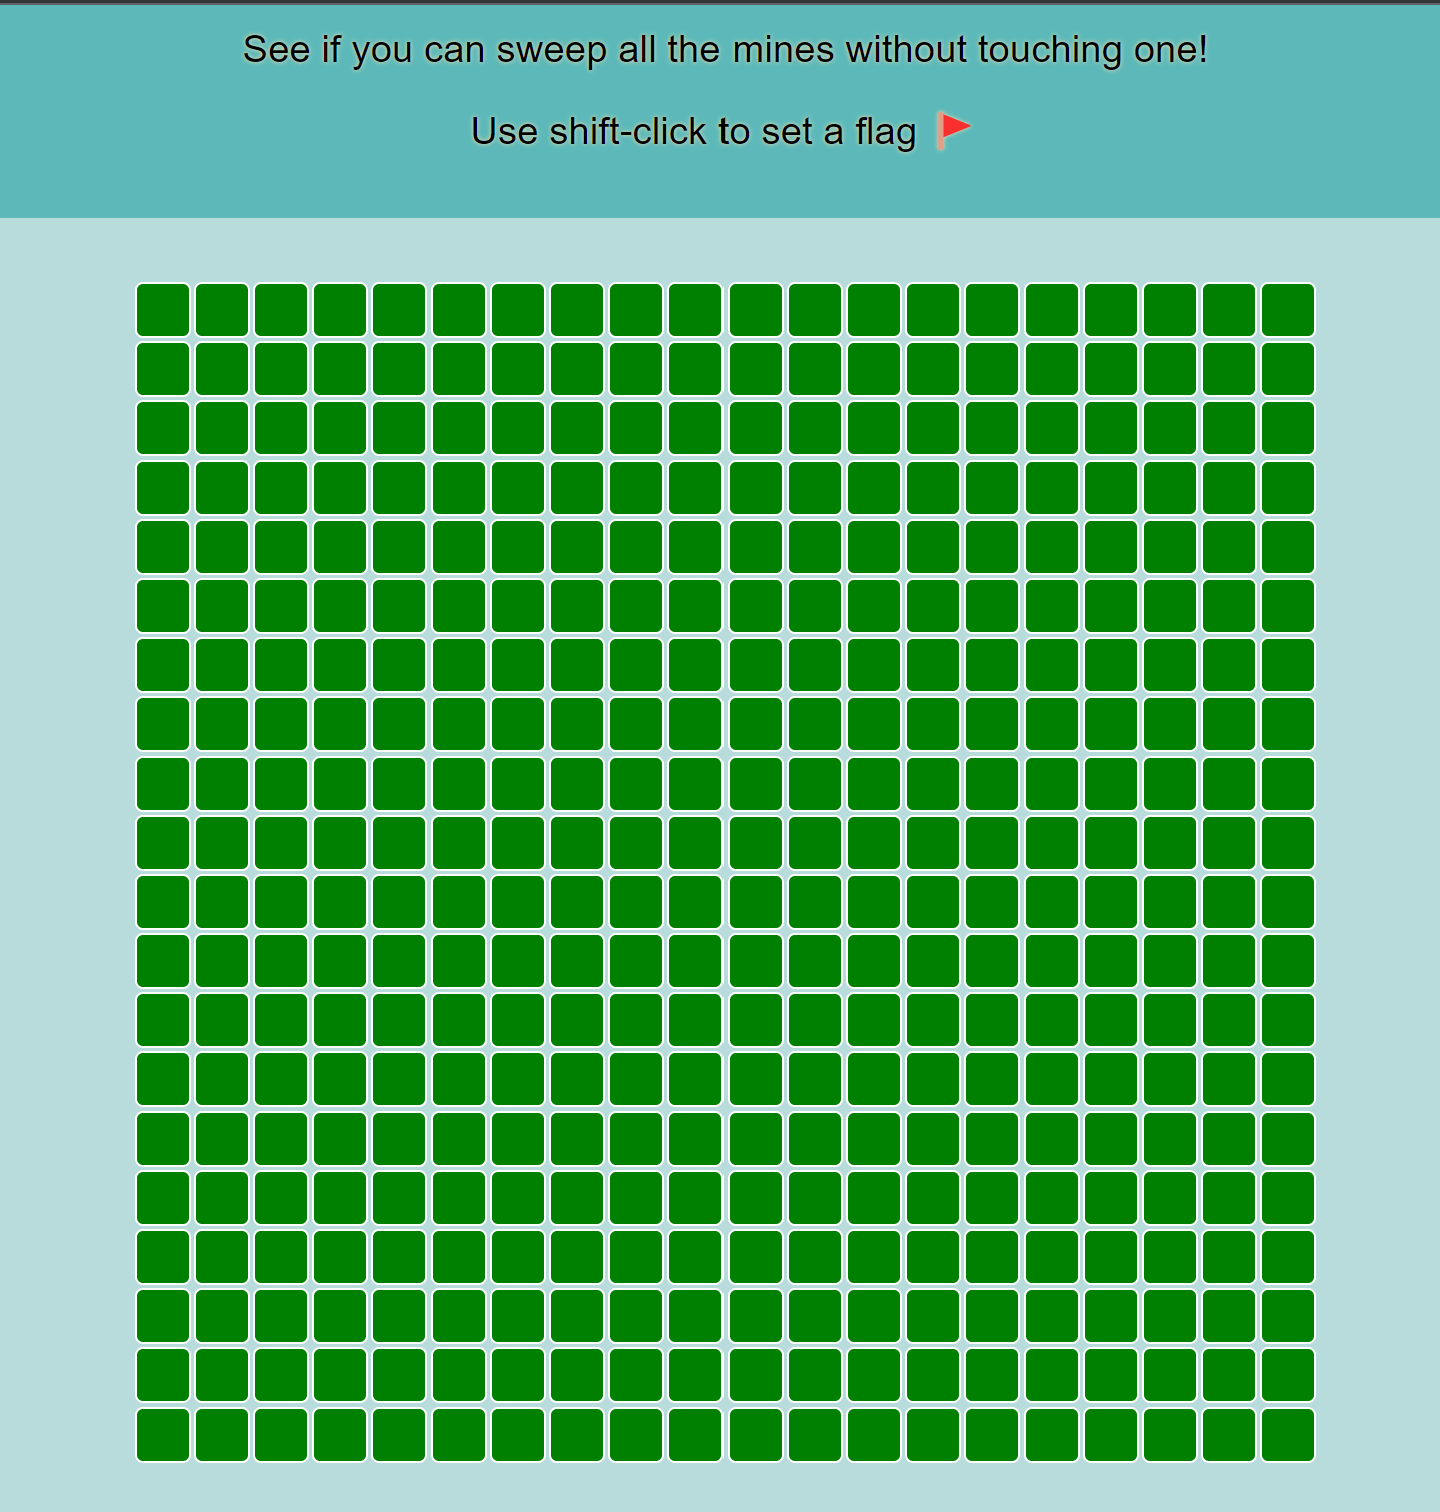 See if you can sweep all the mines without touching one!
Use shift-click to set a flag 🚩